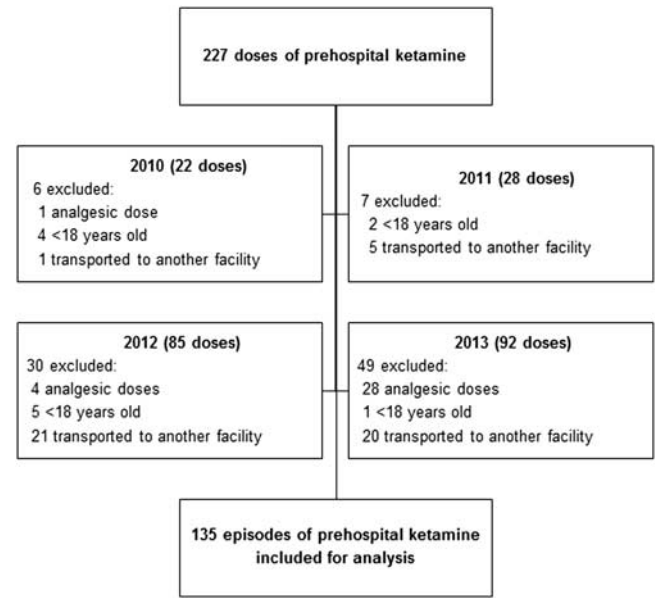 227 doses of prehospital ketamine
2010 (22 doses)
6 excluded:
1 analgesic dose
4 <18 years old
1 transported to another facility
2011 (28 doses)
7 excluded:
2 <18 years old
5 transported to another facility
2012 (85 doses)
30 excluded:
4 analgesic doses
5 <18 years old
21 transported to another facility
2013 (92 doses)
49 excluded:
28 analgesic doses
1 <18 years old
20 transported to another facility
135 episodes of prehospital ketamine
included for analysis